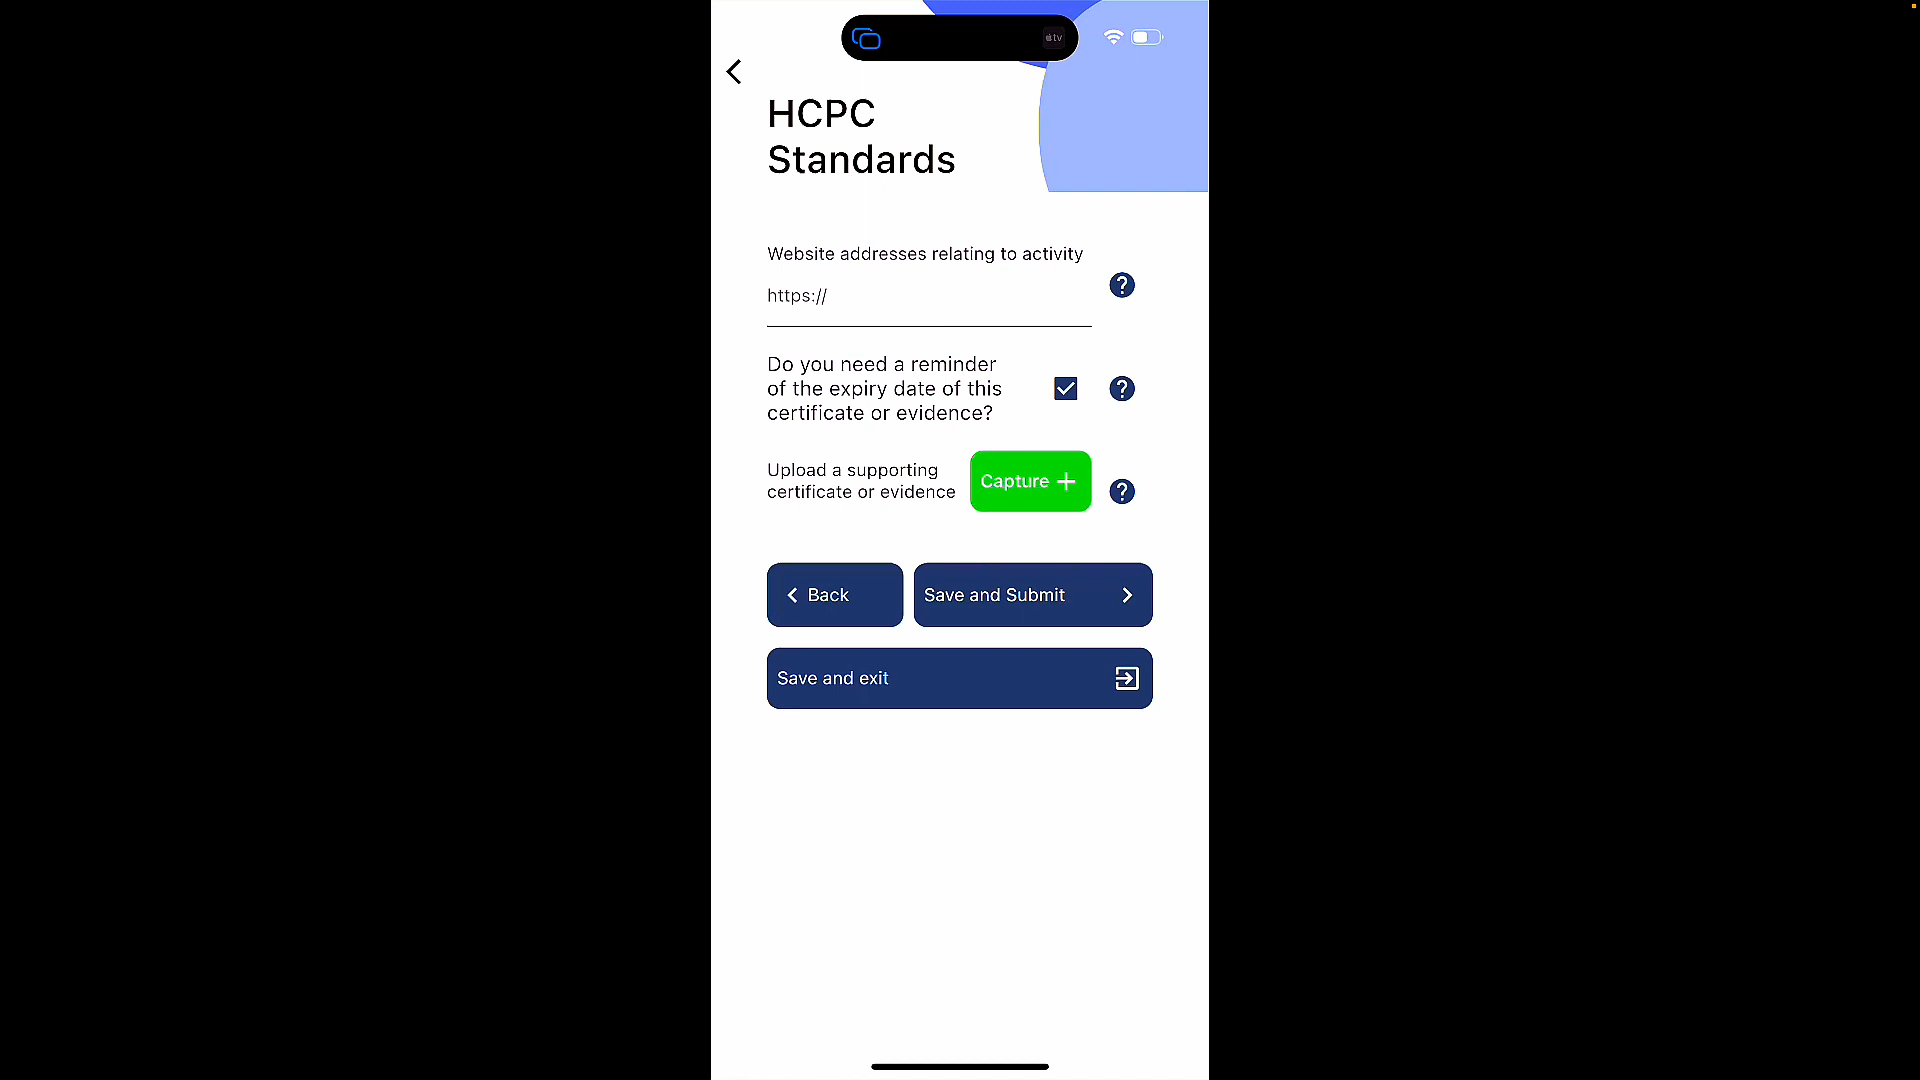 tv
HCPC
Standards
Website addresses relating to activity
https://
?
Do you need a reminder
of the expiry date of this
certificate or evidence?
?
Upload a supporting
certificate or evidence
Capture +
?
Back
Save and Submit
Save and exit